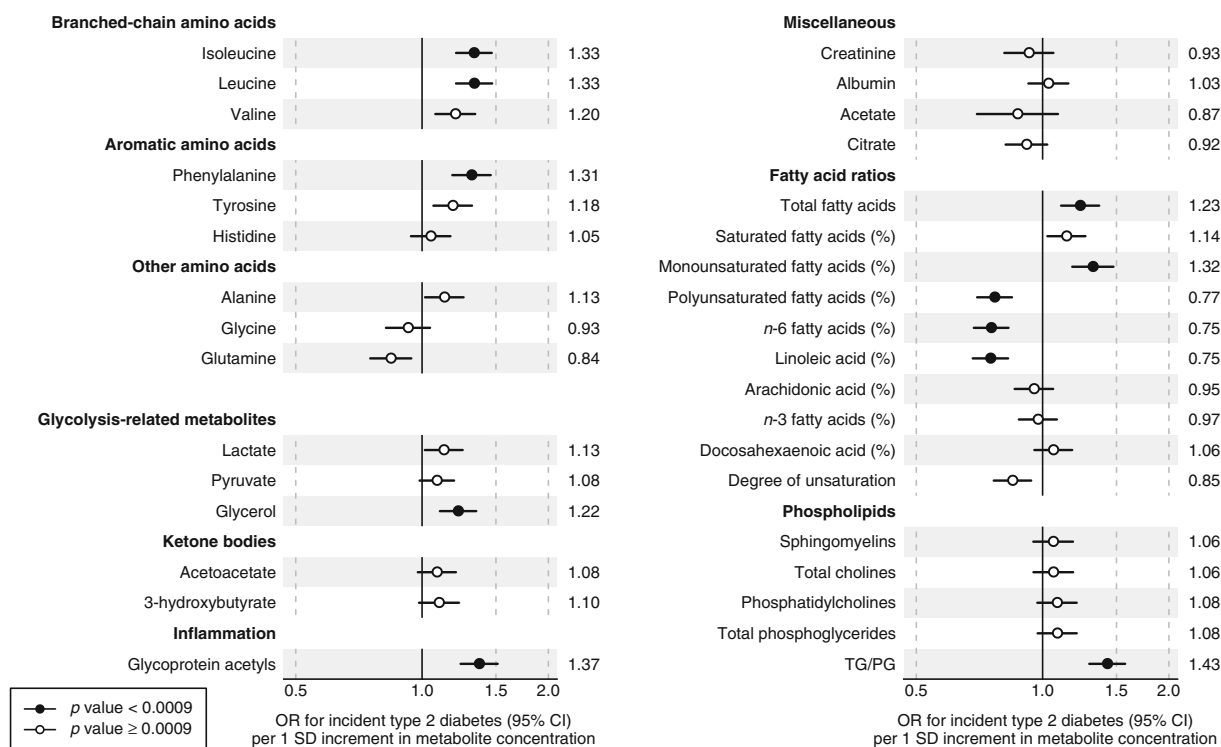 Branched-chain amino acids
Isoleucine 1.33
Leucine 1.33
Valine 1.20
Aromatic amino acids
Phenylalanine 1.31
Tyrosine 1.18
Histidine 1.05
Other amino acids
Alanine 1.13
Glycine 0.93
Glutamine 0.84
Glycolysis-related metabolites
Lactate 1.13
Pyruvate 1.08
Glycerol 1.22
Ketone bodies
Acetoacetate 1.08
3-hydroxybutyrate 1.10
Inflammation
Glycoprotein acetyls 1.37
0.5 1.0 1.5 2.0
OR for incident type 2 diabetes (95% CI)
per 1 SD increment in metabolite concentration
p value < 0.0009
p value ≥ 0.0009
Miscellaneous
Creatinine 0.93
Albumin 1.03
Acetate 0.87
Citrate 0.92
Fatty acid ratios
Total fatty acids 1.23
Saturated fatty acids (%) 1.14
Monounsaturated fatty acids (%) 1.32
Polyunsaturated fatty acids (%) 0.77
n-6 fatty acids (%) 0.75
Linoleic acid (%) 0.75
Arachidonic acid (%) 0.95
n-3 fatty acids (%) 0.97
Docosahexaenoic acid (%) 1.06
Degree of unsaturation 0.85
Phospholipids
Sphingomyelins 1.06
Total cholines 1.06
Phosphatidylcholines 1.08
Total phosphoglycerides 1.08
TG/PG 1.43
0.5 1.0 1.5 2.0
OR for incident type 2 diabetes (95% CI)
per 1 SD increment in metabolite concentration